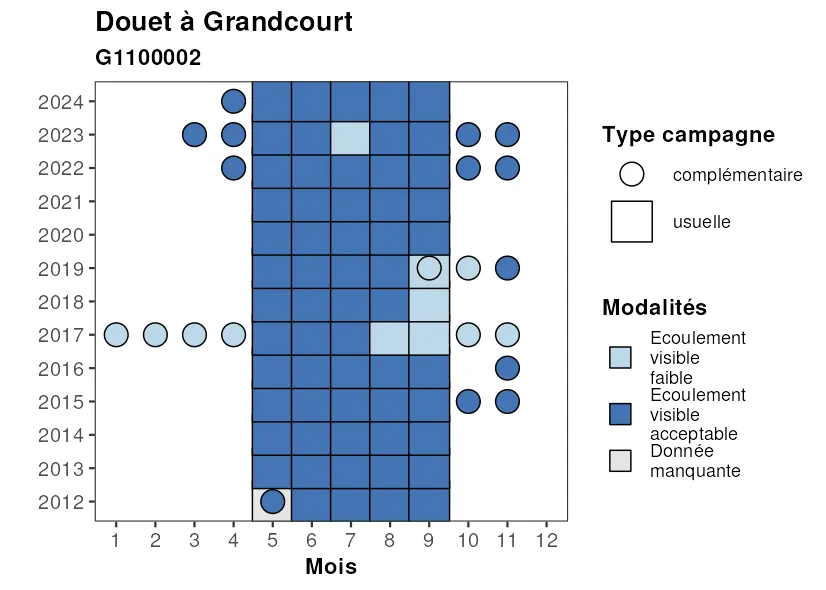 Douet à Grandcourt
G1100002
2024
2023
2022
2021
2020
2019
2018
2017
2016
2015
2014
2013
2012
1 2 3 4 5 6 7 8 9 10 11 12
Mois
Type campagne
complémentaire
usuelle
Modalités
Ecoulement
visible
faible
Ecoulement
visible
acceptable
Donnée
manquante